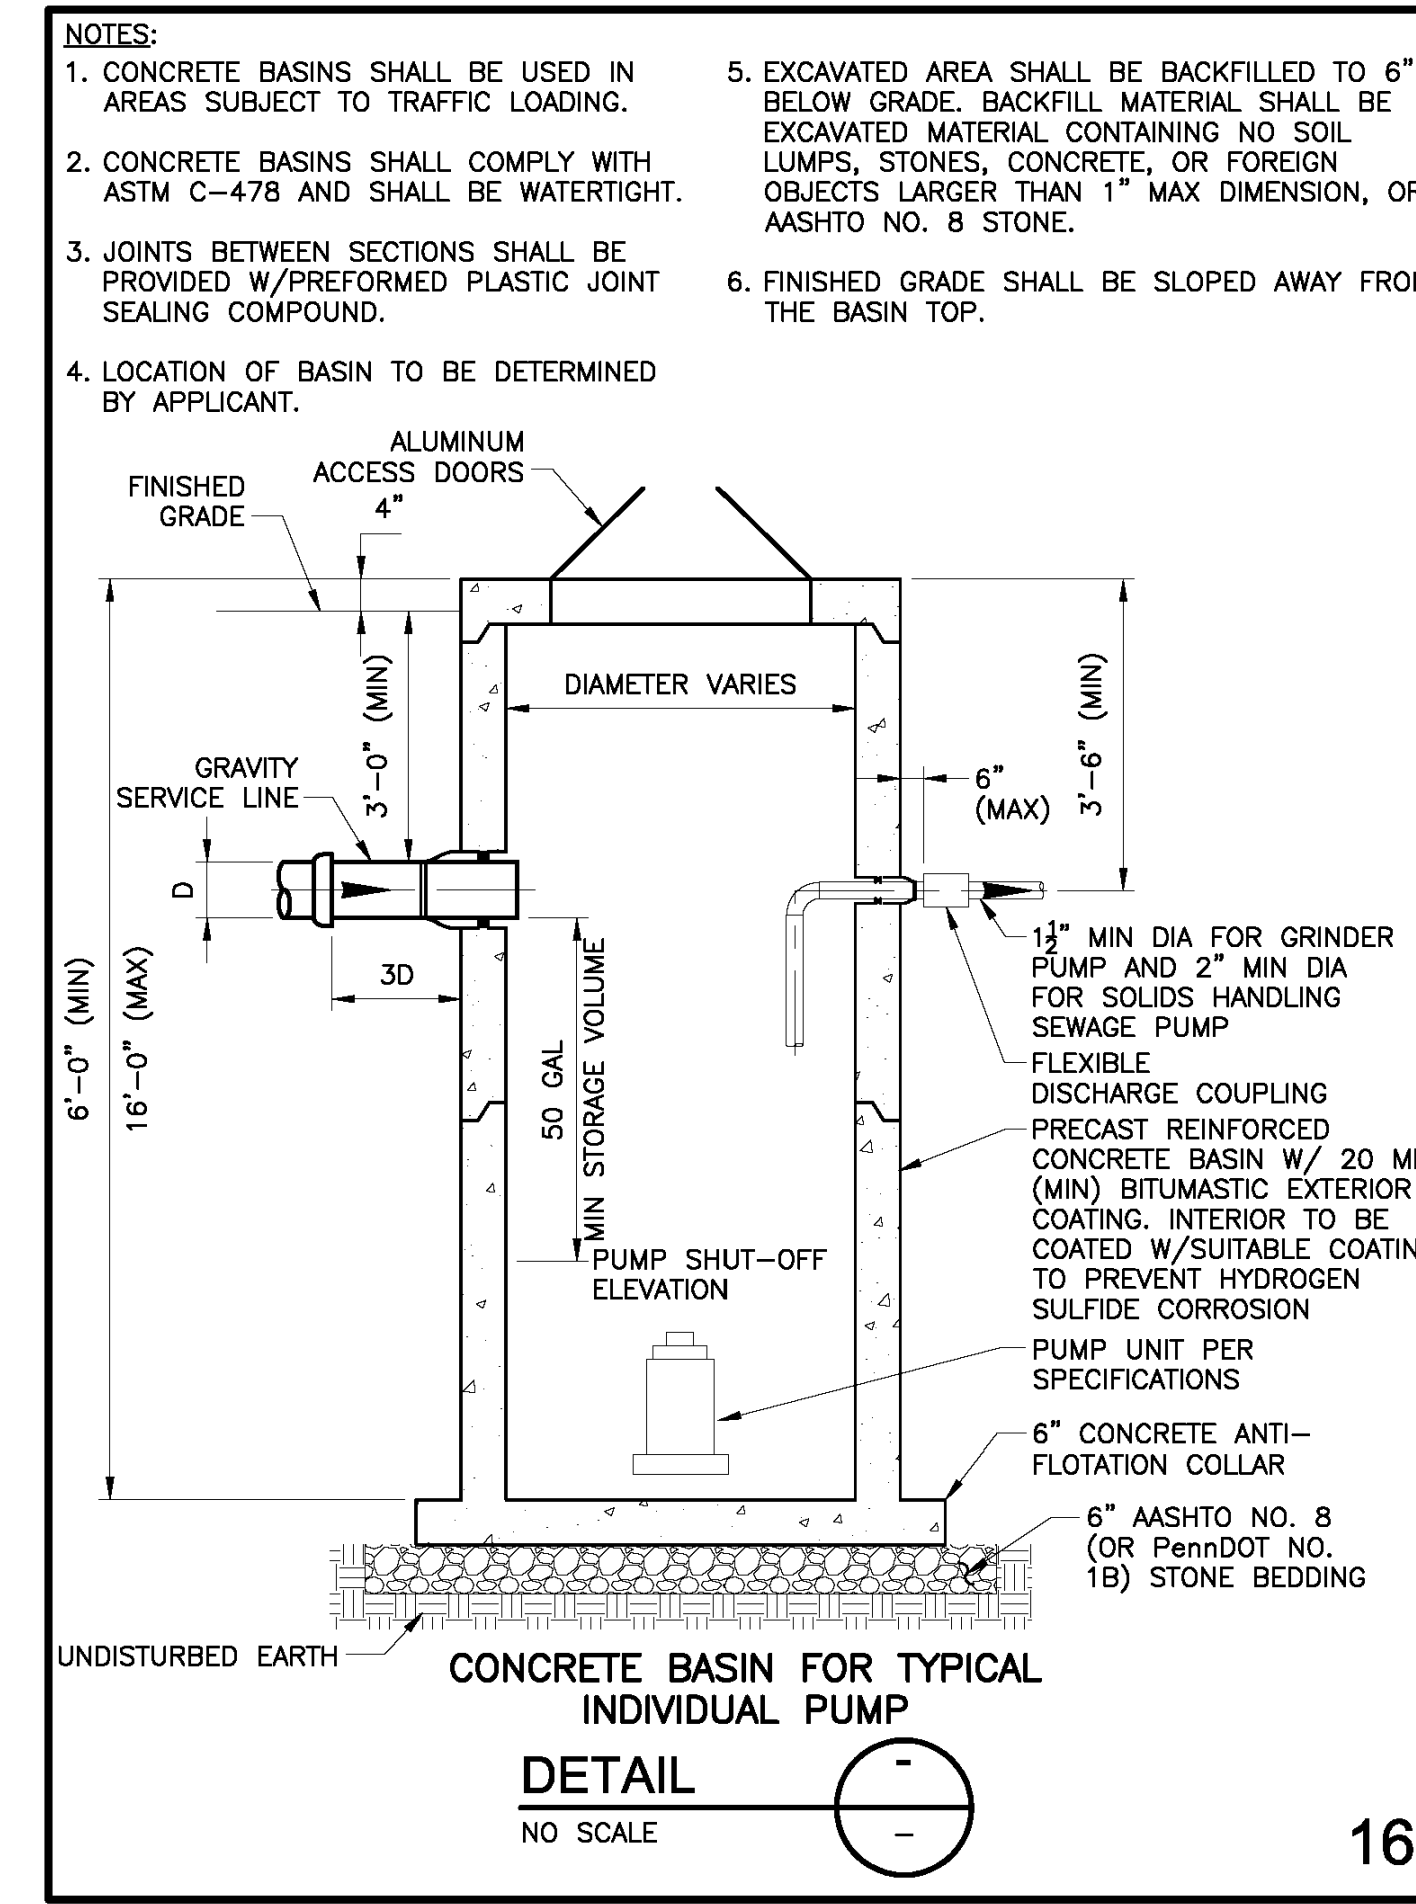 NOTES:
1. CONCRETE BASINS SHALL BE USED IN
AREAS SUBJECT TO TRAFFIC LOADING.
2. CONCRETE BASINS SHALL COMPLY WITH
ASTM C-478 AND SHALL BE WATERTIGHT.
3. JOINTS BETWEEN SECTIONS SHALL BE
PROVIDED W/PREFORMED PLASTIC JOINT
SEALING COMPOUND.
4. LOCATION OF BASIN TO BE DETERMINED
BY APPLICANT.
5. EXCAVATED AREA SHALL BE BACKFILLED TO 6"
BELOW GRADE. BACKFILL MATERIAL SHALL BE
EXCAVATED MATERIAL CONTAINING NO SOIL
LUMPS, STONES, CONCRETE, OR FOREIGN
OBJECTS LARGER THAN 1" MAX DIMENSION, OR
AASHTO NO. 8 STONE.
6. FINISHED GRADE SHALL BE SLOPED AWAY
THE BASIN TOP.
ALUMINUM
ACCESS DOORS
FINISHED
GRADE
4"
DIAMETER VARIES
3'-0" (MIN)
3'-6" (MIN)
GRAVITY
SERVICE LINE
6"
(MAX)
D
3D
6'-0" (MIN)
16'-0" (MAX)
50 GAL
MIN STORAGE VOLUME
1½" MIN DIA FOR GRINDER
PUMP AND 2" MIN DIA
FOR SOLIDS HANDLING
SEWAGE PUMP
FLEXIBLE
DISCHARGE COUPLING
PRECAST REINFORCED
CONCRETE BASIN W/ 20
(MIN) BITUMASTIC EXTERIOR
COATING. INTERIOR TO BE
COATED W/SUITABLE
TO PREVENT HYDROGEN
SULFIDE CORROSION
PUMP SHUT-OFF
ELEVATION
PUMP UNIT PER
SPECIFICATIONS
6" CONCRETE ANTI-
FLOTATION COLLAR
6" AASHTO NO. 8
(OR PennDOT NO.
1B) STONE BEDDING
UNDISTURBED EARTH
CONCRETE BASIN FOR TYPICAL
INDIVIDUAL PUMP
DETAIL
NO SCALE
-
-
16